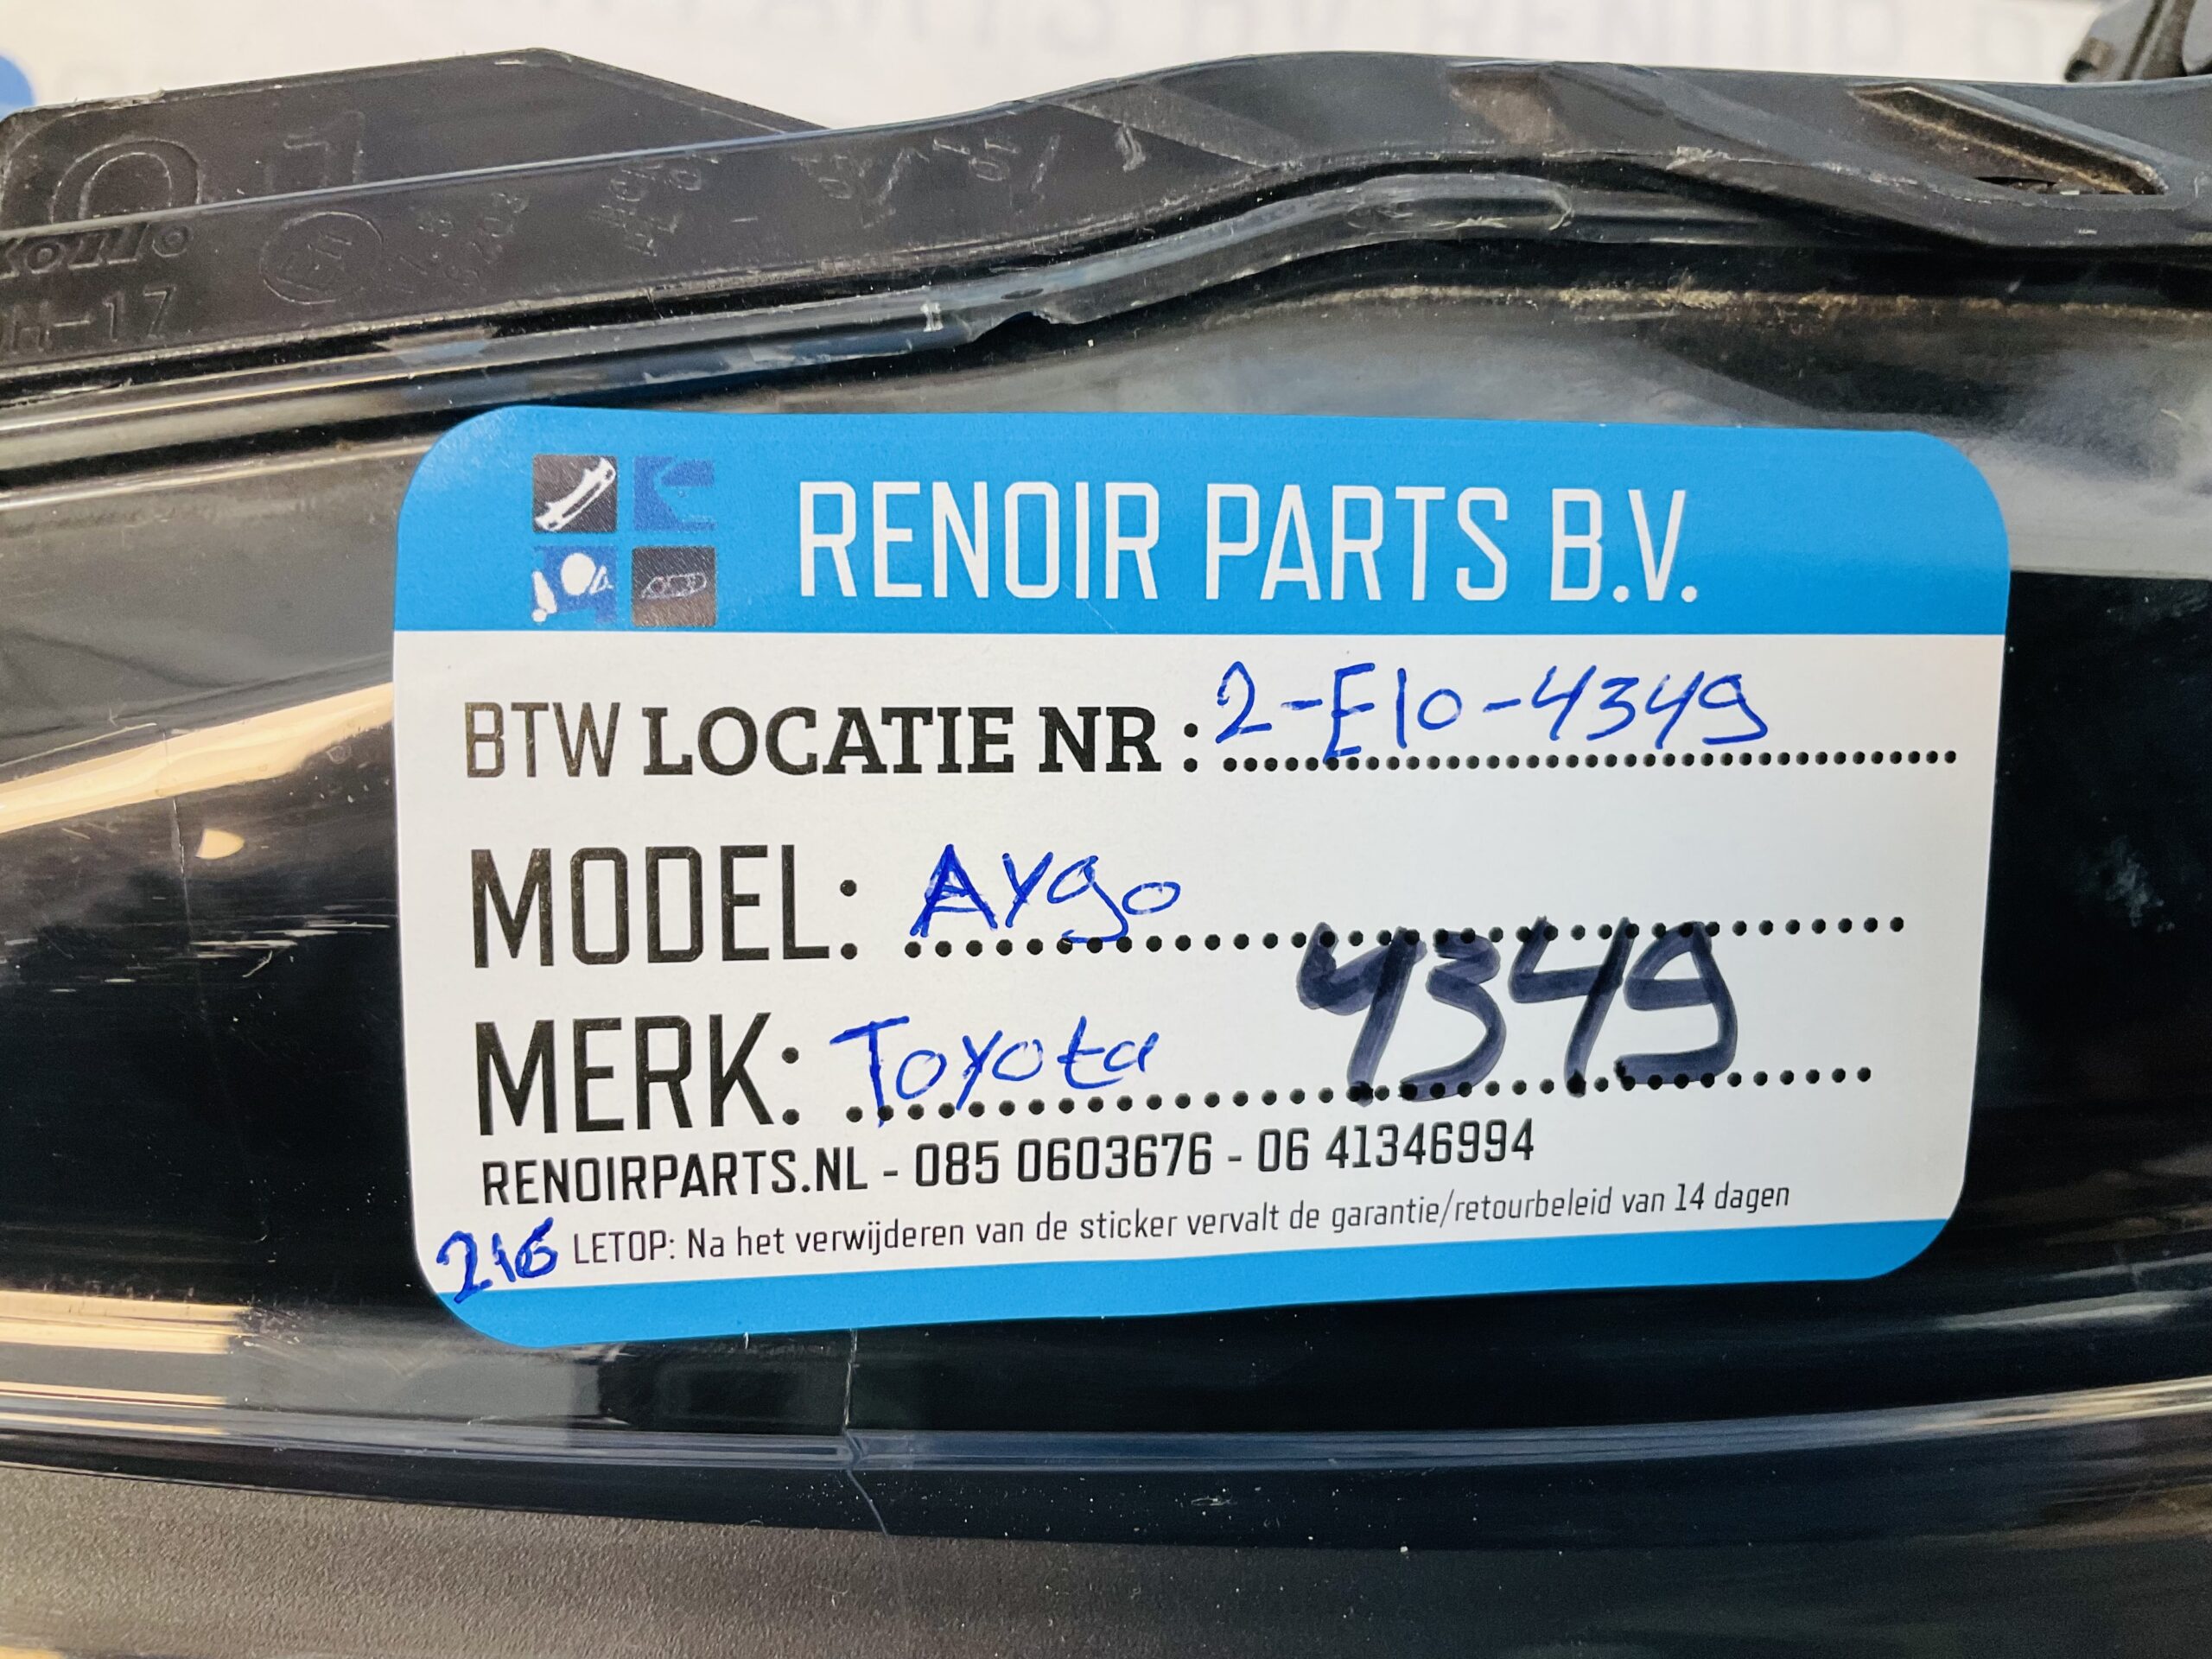 H-17
RENOIR PARTS B.V.
BTW LOCATIE NR : 2-E10-4349
MODEL: Aygo
4349
MERK: Toyota
RENOIRPARTS.NL - 085 0603676 - 06 41346994
216 LETOP: Na het verwijderen van de sticker vervalt de garantie/retourbeleid van 14 dagen